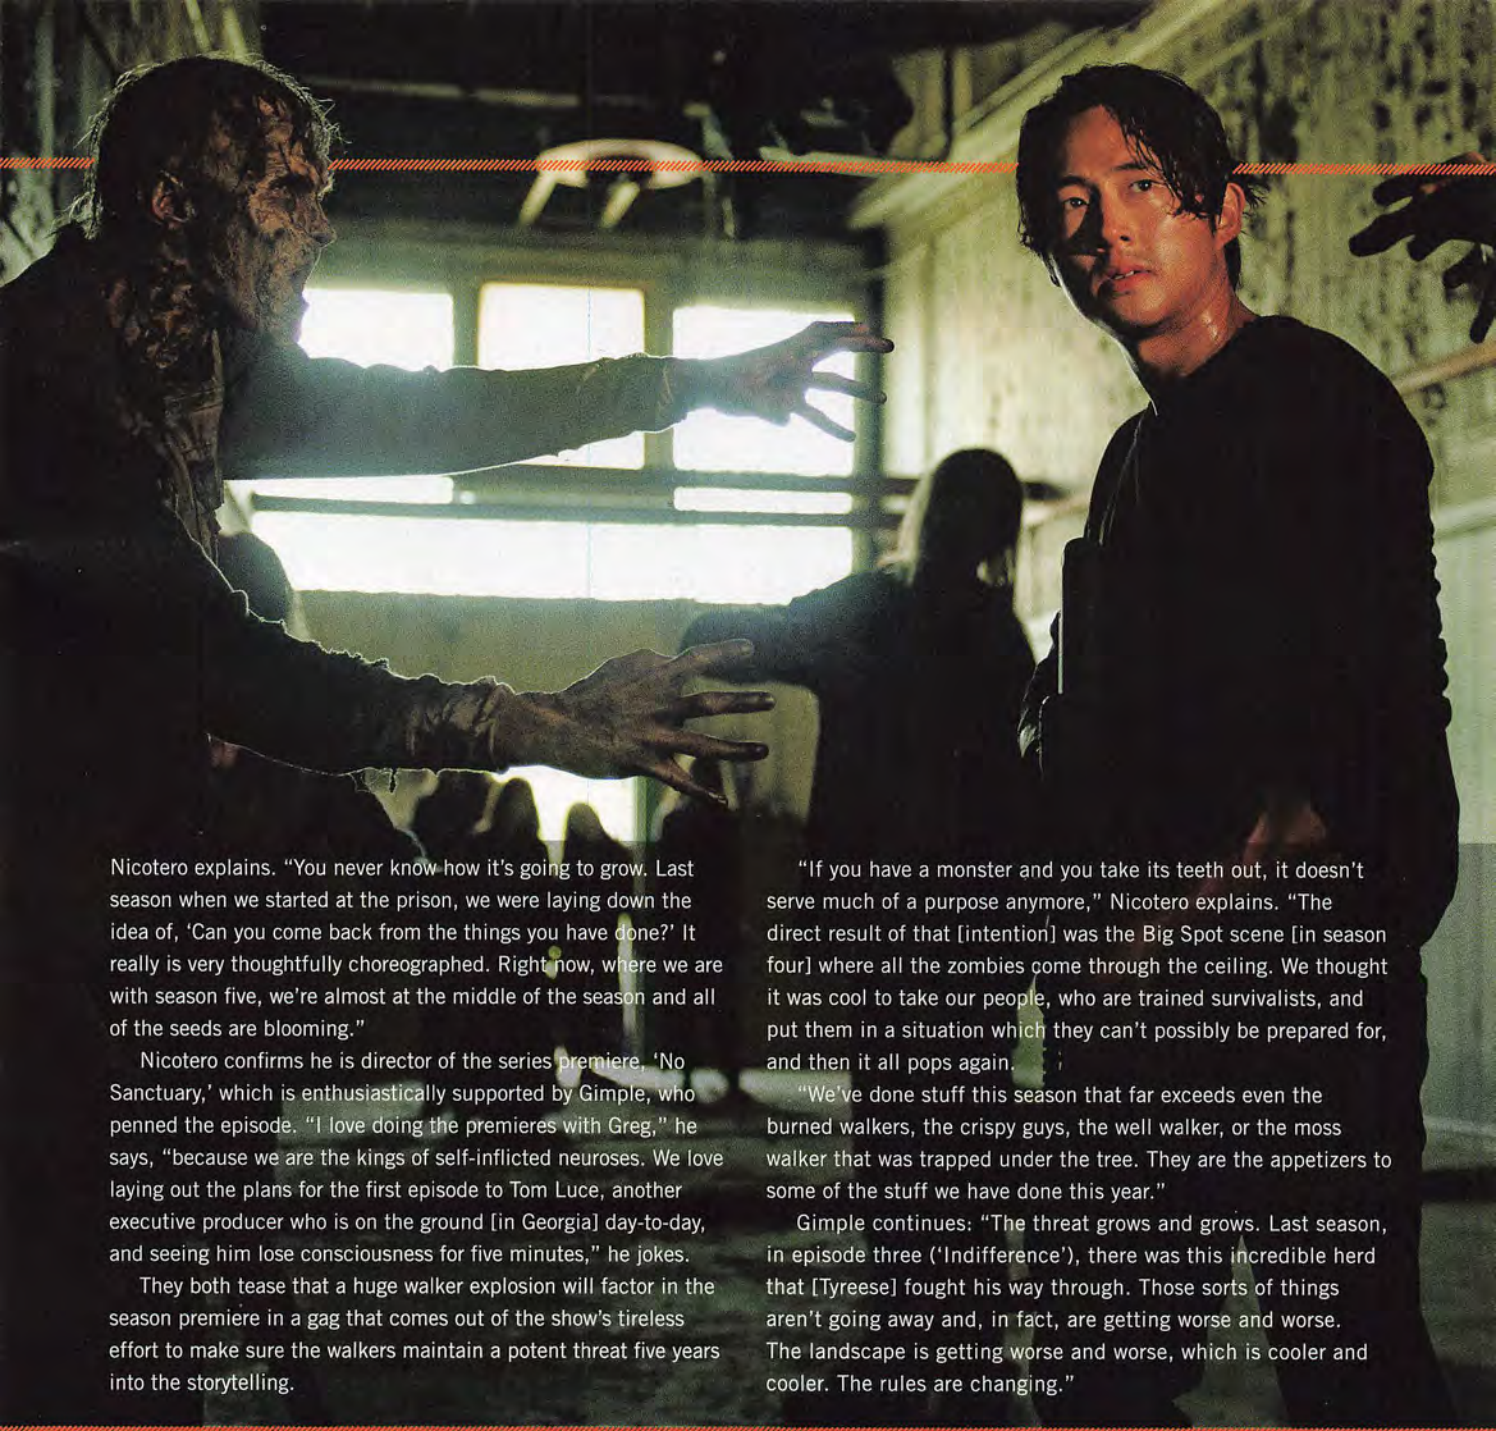 Nicotero explains. “You never know how it’s going to grow. Last
season when we started at the prison, we were laying down the
idea of, ‘Can you come back from the things you have done?’ It
really is very thoughtfully choreographed. Right now, where we are
with season five, we’re almost at the middle of the season and all
of the seeds are blooming.”
Nicotero confirms he is director of the series premiere, ‘No
Sanctuary,’ which is enthusiastically supported by Gimple, who
penned the episode. “I love doing the premieres with Greg,” he
says, “because we are the kings of self-inflicted neuroses. We love
laying out the plans for the first episode to Tom Luce, another
executive producer who is on the ground [in Georgia] day-to-day,
and seeing him lose consciousness for five minutes,” he jokes.
They both tease that a huge walker explosion will factor in the
season premiere in a gag that comes out of the show’s tireless
effort to make sure the walkers maintain a potent threat five years
into the storytelling.
“If you have a monster and you take its teeth out, it doesn’t
serve much of a purpose anymore,” Nicotero explains. “The
direct result of that [intention] was the Big Spot scene [in season
four] where all the zombies come through the ceiling. We thought
it was cool to take our people, who are trained survivalists, and
put them in a situation which they can’t possibly be prepared for,
and then it all pops again.
“We’ve done stuff this season that far exceeds even the
burned walkers, the crispy guys, the well walker, or the moss
walker that was trapped under the tree. They are the appetizers to
some of the stuff we have done this year.”
Gimple continues: “The threat grows and grows. Last season,
in episode three (‘Indifference’), there was this incredible herd
that [Tyreese] fought his way through. Those sorts of things
aren’t going away and, in fact, are getting worse and worse.
The landscape is getting worse and worse, which is cooler and
cooler. The rules are changing.”